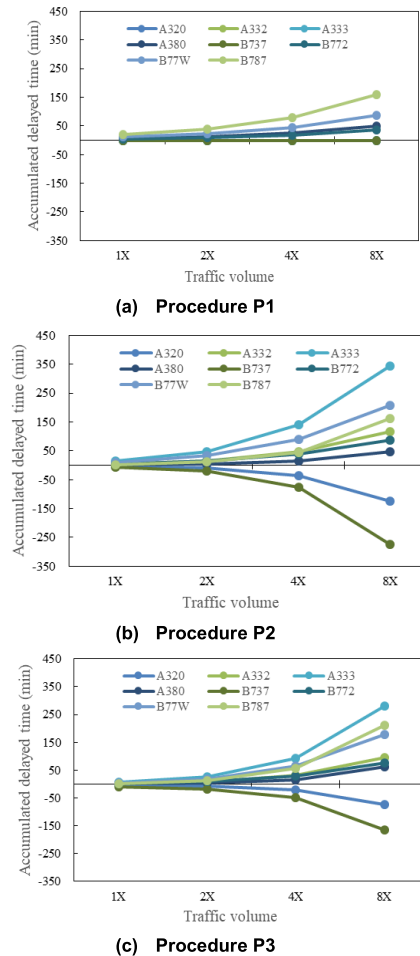 A320 A332 A333
A380 B737 B772
B77W B787
Accumulated delayed time (min)
450
350
250
150
50
-50
-150
-250
-350
1X 2X 4X 8X
Traffic volume
(a) Procedure P1
A320 A332 A333 B772
A380 B737
B77W B787
Accumulated delayed time (min)
450
350
250
150
50
-50
-150
-250
-350
1X 2X 4X 8X
Traffic volume
(b) Procedure P2
A320 A332 A333
A380 B737 B772
B77W B787
Accumulated delayed time (min)
450
350
250
150
50
-50
-150
-250
-350
1X 2X 4X 8X
Traffic volume
(c) Procedure P3